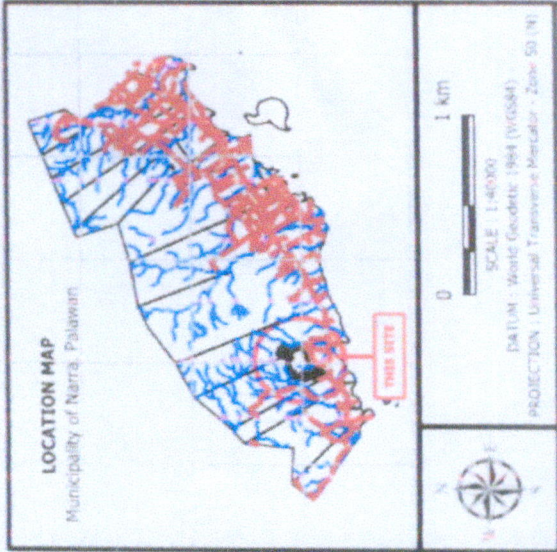 LOCATION MAP
Municipality of Narra, Palawan
THIS SITE
0
1 km
SCALE 1:40000
DATUM : World Geodetic 1984 (WGS84)
PROJECTION : Universal Transverse Mercator - Zone 50 (N)
N
W
E